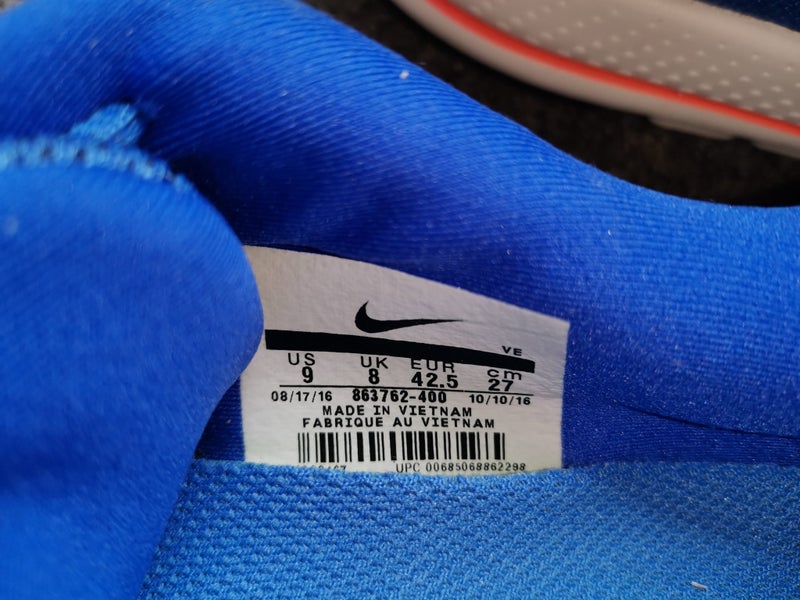 VE
US UK EUR cm
9 8 42.5 27
08/17/16 863762-400 10/10/16
MADE IN VIETNAM
FABRIQUE AU VIETNAM
UPC 00685068862298